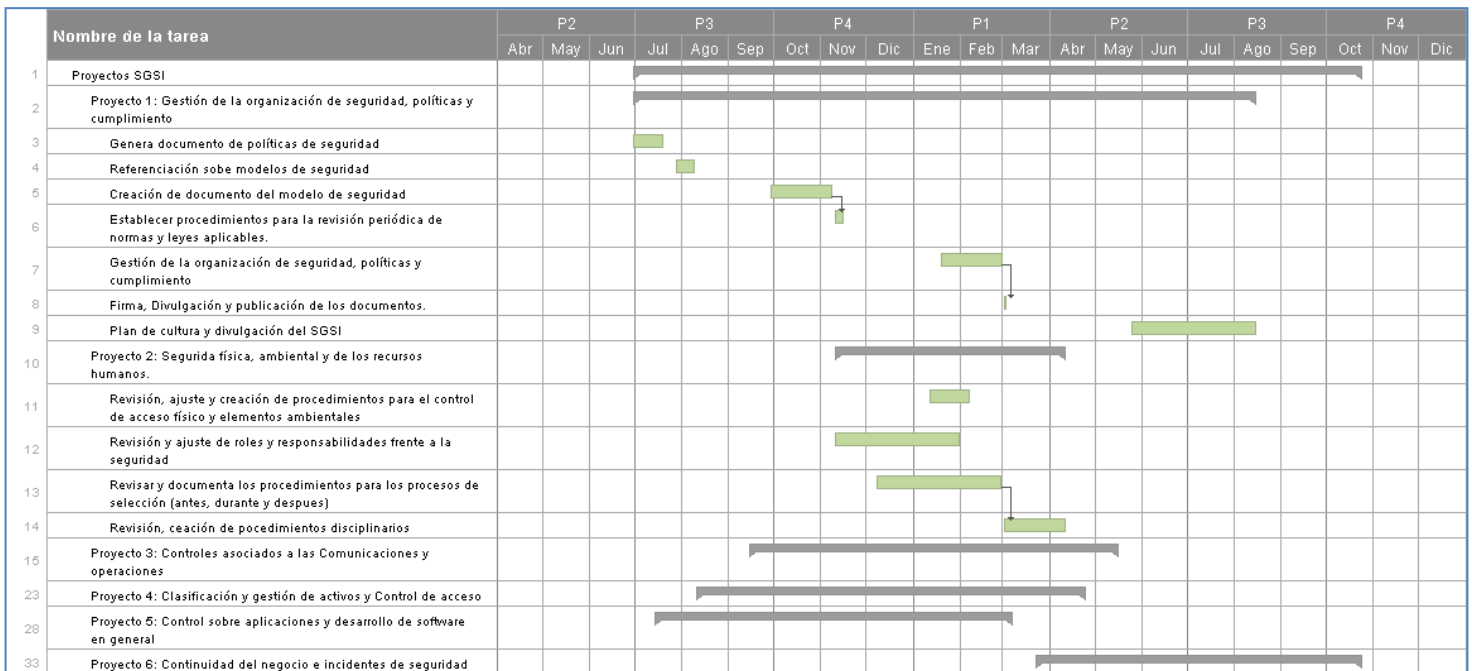 Nombre de la tarea
P2 P3 P4 P1 P2 P3 P4
Abr May Jun Jul Ago Sep Oct Nov Dic Ene Feb Mar Abr May Jun Jul Ago Sep Oct Nov Dic
1 Proyectos SGSI
2 Proyecto 1: Gestión de la organización de seguridad, políticas y
cumplimiento
3 Genera documento de políticas de seguridad
4 Referenciación sobe modelos de seguridad
5 Creación de documento del modelo de seguridad
6 Establecer procedimientos para la revisión periódica de
normas y leyes aplicables.
7 Gestión de la organización de seguridad, políticas y
cumplimiento
8 Firma, Divulgación y publicación de los documentos.
9 Plan de cultura y divulgación del SGSI
10 Proyecto 2: Segurida física, ambiental y de los recursos
humanos.
11 Revisión, ajuste y creación de procedimientos para el control
de acceso físico y elementos ambientales
12 Revisión y ajuste de roles y responsabilidades frente a la
seguridad
13 Revisar y documenta los procedimientos para los procesos de
selección (antes, durante y despues)
14 Revisión, ceación de pocedimientos disciplinarios
15 Proyecto 3: Controles asociados a las Comunicaciones y
operaciones
23 Proyecto 4: Clasificación y gestión de activos y Control de acceso
28 Proyecto 5: Control sobre aplicaciones y desarrollo de software
en general
33 Proyecto 6: Continuidad del negocio e incidentes de seguridad